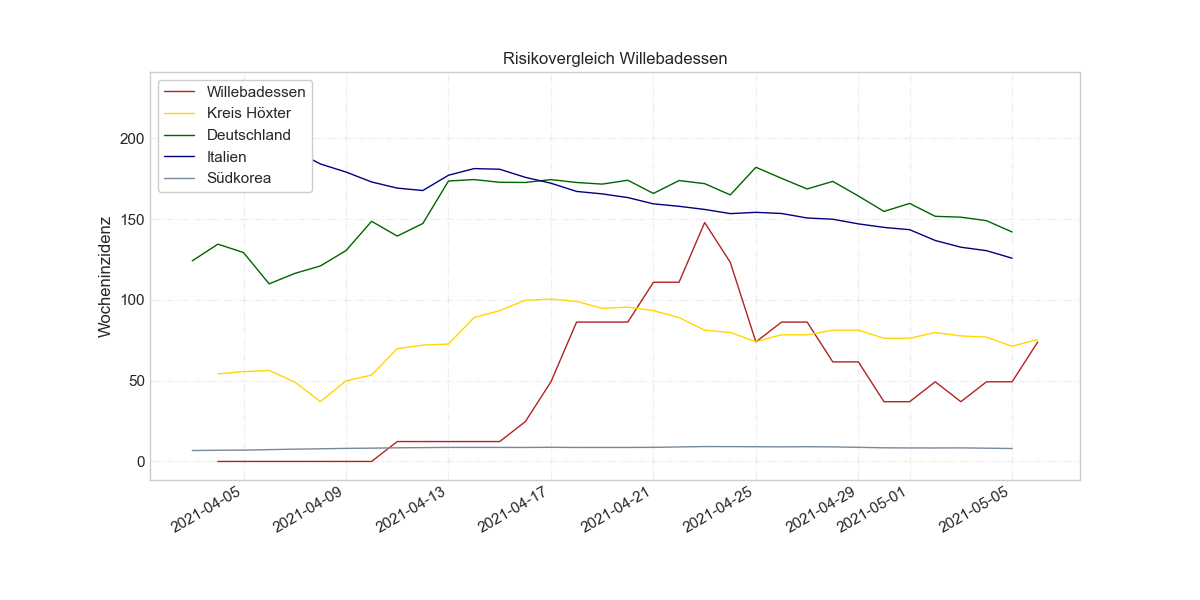 Risikovergleich Willebadessen
Willebadessen
Kreis Höxter
Deutschland
Italien
Südkorea
Wocheninzidenz
200
150
100
50
0
2021-04-05
2021-04-09
2021-04-13
2021-04-17
2021-04-21
2021-04-25
2021-04-29
2021-05-01
2021-05-05